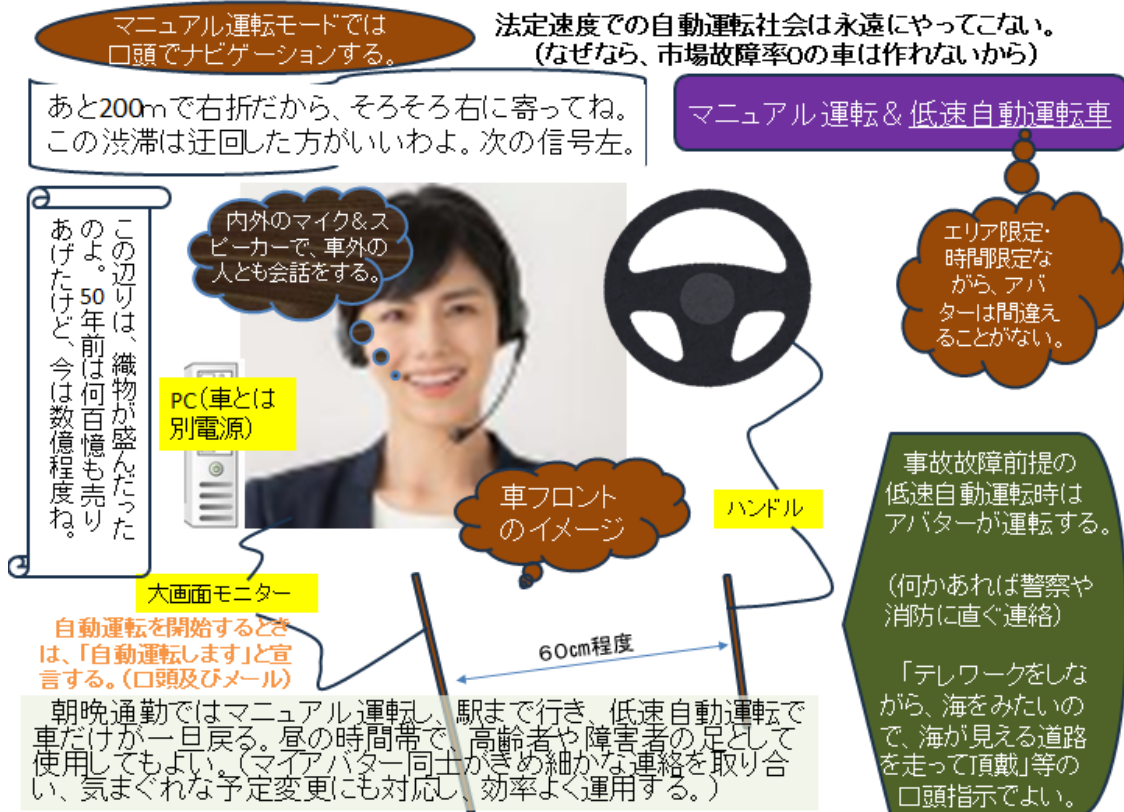 マニュアル運転モードでは
口頭でナビゲーションする。
法定速度での自動運転社会は永遠にやってこない。
(なぜなら、市場故障率0の車は作れないから)
あと200mで右折だから、そろそろ右に寄ってね。
この渋滞は迂回した方がいいわよ。次の信号左。
マニュアル運転&低速自動運転車
この辺りは、織物が盛んだった
のよ。50年前は何百憶も売り
あげたけど、今は数億程度ね。
内外のマイク&ス
ピーカーで、車外の
人とも会話をする。
エリア限定・
時間限定な
がら、アバ
ターは間違え
ることがない。
PC(車とは
別電源)
車フロント
のイメージ
ハンドル
大画面モニター
事故故障前提の
低速自動運転時は
アバターが運転する。
(何かあれば警察や
消防に直ぐ連絡)
「テレワークをしな
がら、海をみたいの
で、海が見える道路
を走って頂戴」等の
口頭指示でよい。
自動運転を開始するとき
は、「自動運転します」と宣
言する。(口頭及びメール)
60cm程度
朝晩通勤ではマニュアル運転し、駅まで行き、低速自動運転で
車だけが一旦戻る。昼の時間帯で、高齢者や障害者の足として
使用してもよい。(マイアバター同士がきめ細かな連絡を取り合
い、気まぐれな予定変更にも対応し、効率よく運用する。)